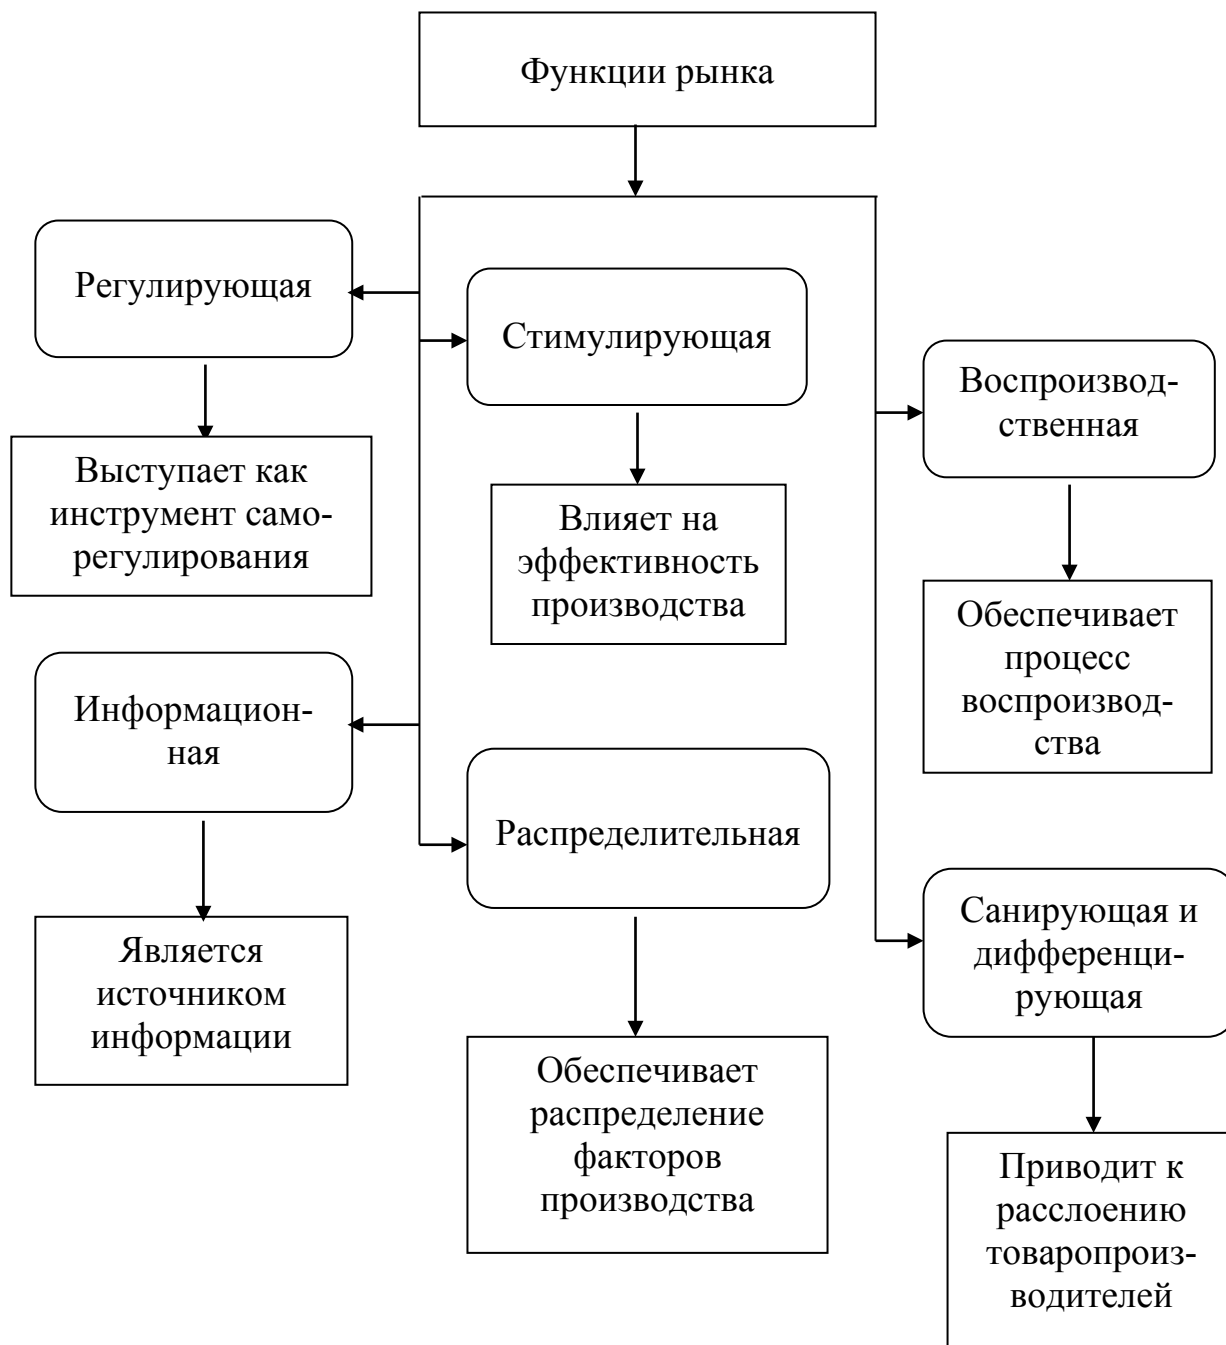 Функции рынка
Регулирующая
Стимулирующая
Воспроизвод-
ственная
Выступает как
инструмент само-
регулирования
Влияет на
эффективность
производства
Обеспечивает
процесс
воспроизвод-
ства
Информацион-
ная
Распределительная
Санирующая и
дифференци-
рующая
Является
источником
информации
Обеспечивает
распределение
факторов
производства
Приводит к
расслоению
товаропроиз-
водителей